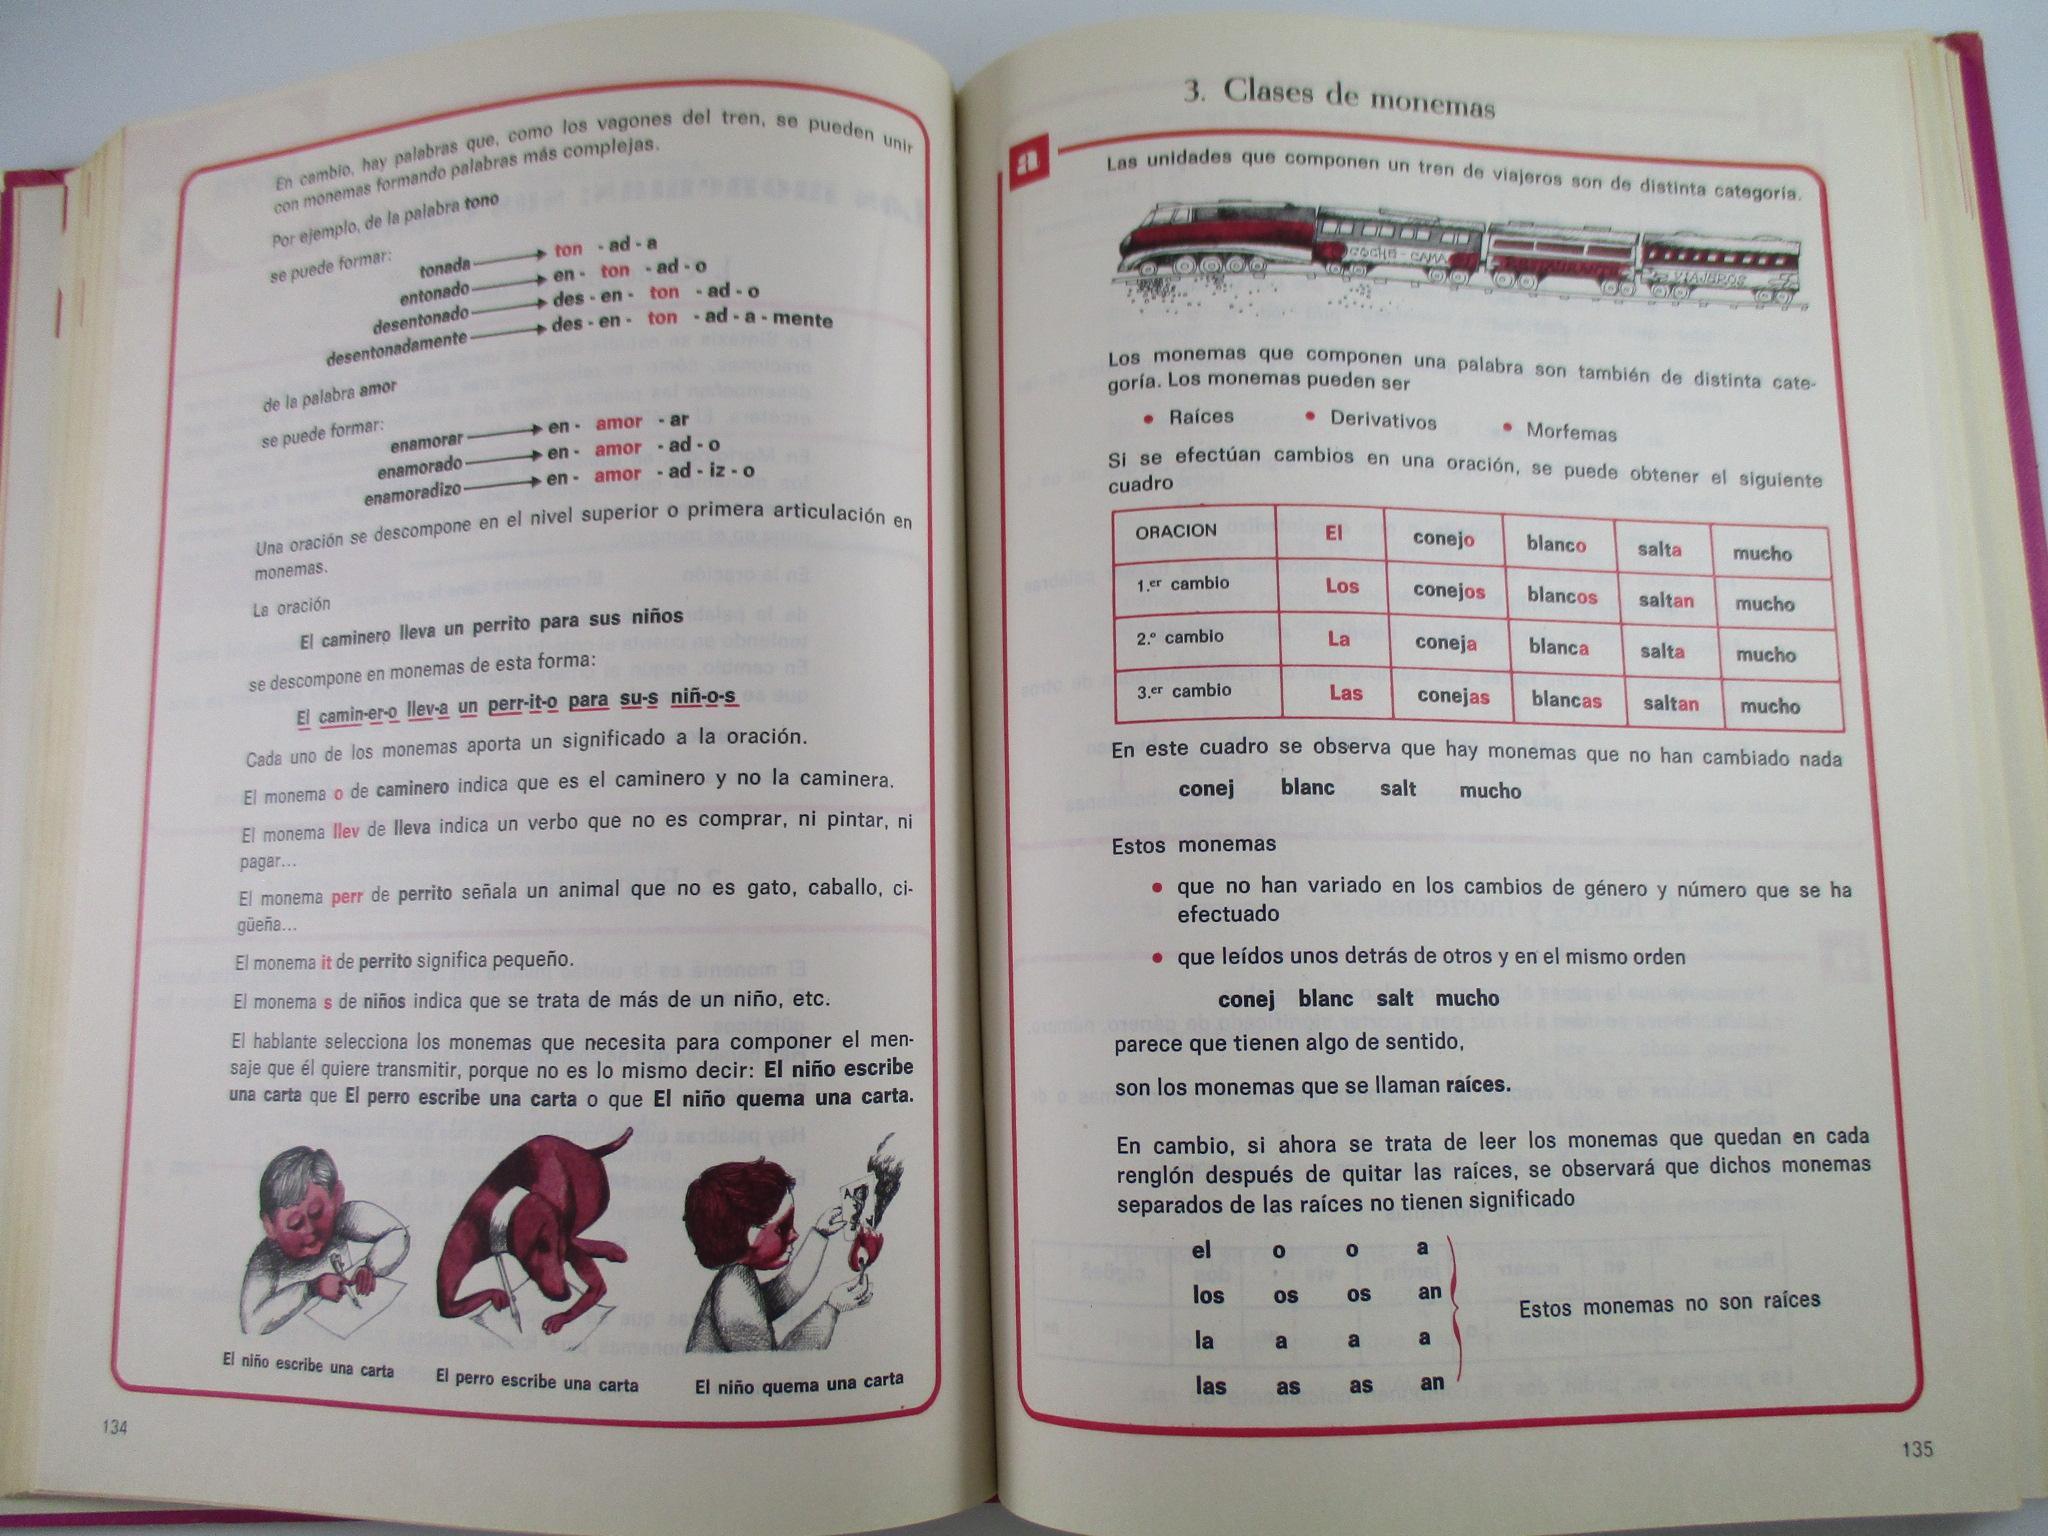 En cambio, hay palabras que, como los vagones del tren, se pueden unir
con monemas formando palabras más complejas.
Por ejemplo, de la palabra tono
se puede formar:
tonada ton - ad - a
entonado en - ton - ad - o
desentonado des - en - ton - ad - o
desentonadamente des - en - ton - ad - a - mente
de la palabra amor
se puede formar:
enamorar en - amor - ar
enamorado en - amor - ad - o
enamoradizo en - amor - ad - iz - o
Una oración se descompone en el nivel superior o primera articulación en
monemas.
La oración
El caminero lleva un perrito para sus niños
se descompone en monemas de esta forma:
El camin-er-o llev-a un perr-it-o para su-s niñ-o-s
Cada uno de los monemas aporta un significado a la oración.
El monema o de caminero indica que es el caminero y no la caminera.
El monema llev de lleva indica un verbo que no es comprar, ni pintar, ni
pagar...
El monema perr de perrito señala un animal que no es gato, caballo, ci-
güeña...
El monema it de perrito significa pequeño.
El monema s de niños indica que se trata de más de un niño, etc.
El hablante selecciona los monemas que necesita para componer el men-
saje que él quiere transmitir, porque no es lo mismo decir: El niño escribe
una carta que El perro escribe una carta o que El niño quema una carta.
El niño escribe una carta
El perro escribe una carta
El niño quema una carta
134
3. Clases de monemas
a
Las unidades que componen un tren de viajeros son de distinta categoría.
COCHE-CAMA
RESTAURANTE
VIAJEROS
Los monemas que componen una palabra son también de distinta cate-
goría. Los monemas pueden ser
• Raíces • Derivativos • Morfemas
Si se efectúan cambios en una oración, se puede obtener el siguiente
cuadro
ORACION El conejo blanco salta mucho
1.er cambio Los conejos blancos saltan mucho
2.º cambio La coneja blanca salta mucho
3.er cambio Las conejas blancas saltan mucho
En este cuadro se observa que hay monemas que no han cambiado nada
conej blanc salt mucho
Estos monemas
• que no han variado en los cambios de género y número que se ha
efectuado
• que leídos unos detrás de otros y en el mismo orden
conej blanc salt mucho
parece que tienen algo de sentido,
son los monemas que se llaman raíces.
En cambio, si ahora se trata de leer los monemas que quedan en cada
renglón después de quitar las raíces, se observará que dichos monemas
separados de las raíces no tienen significado
el o o a
los os os an
la a a a
las as as an
Estos monemas no son raíces
135